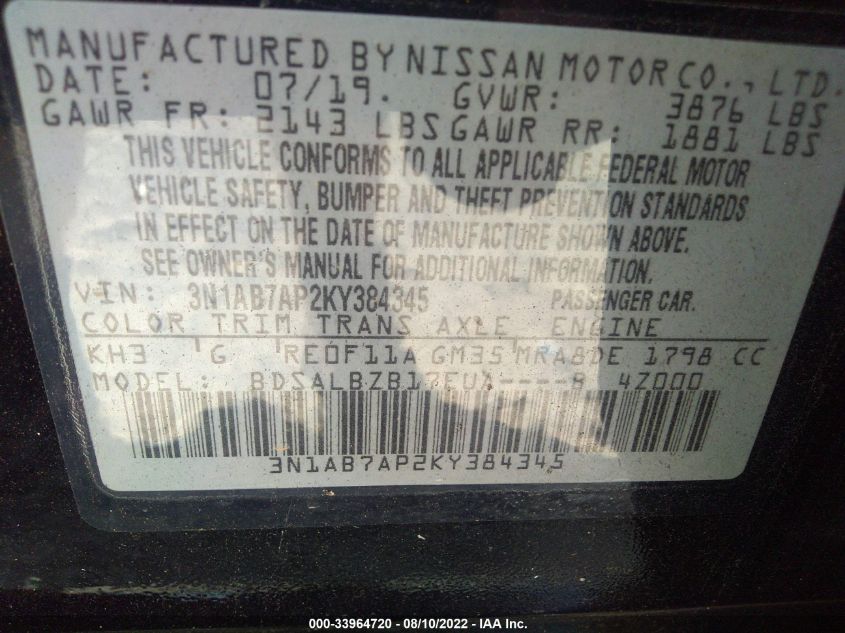 MANUFACTURED BY NISSAN MOTOR CO., LTD.
DATE: 07/19. GVWR: 3876 LBS
GAWR FR: 2143 LBS GAWR RR: 1881 LBS
THIS VEHICLE CONFORMS TO ALL APPLICABLE FEDERAL MOTOR
VEHICLE SAFETY, BUMPER AND THEFT PREVENTION STANDARDS
IN EFFECT ON THE DATE OF MANUFACTURE SHOWN ABOVE.
SEE OWNER'S MANUAL FOR ADDITIONAL INFORMATION.
VIN: 3N1AB7AP2KY384345 PASSENGER CAR.
COLOR TRIM TRANS AXLE ENGINE
KH3 G RE0F11A GM35 MRA8DE 1798 CC
MODEL: 4Z000
3N1AB7AP2KY384345
000-33964720 - 08/10/2022 - IAA Inc.